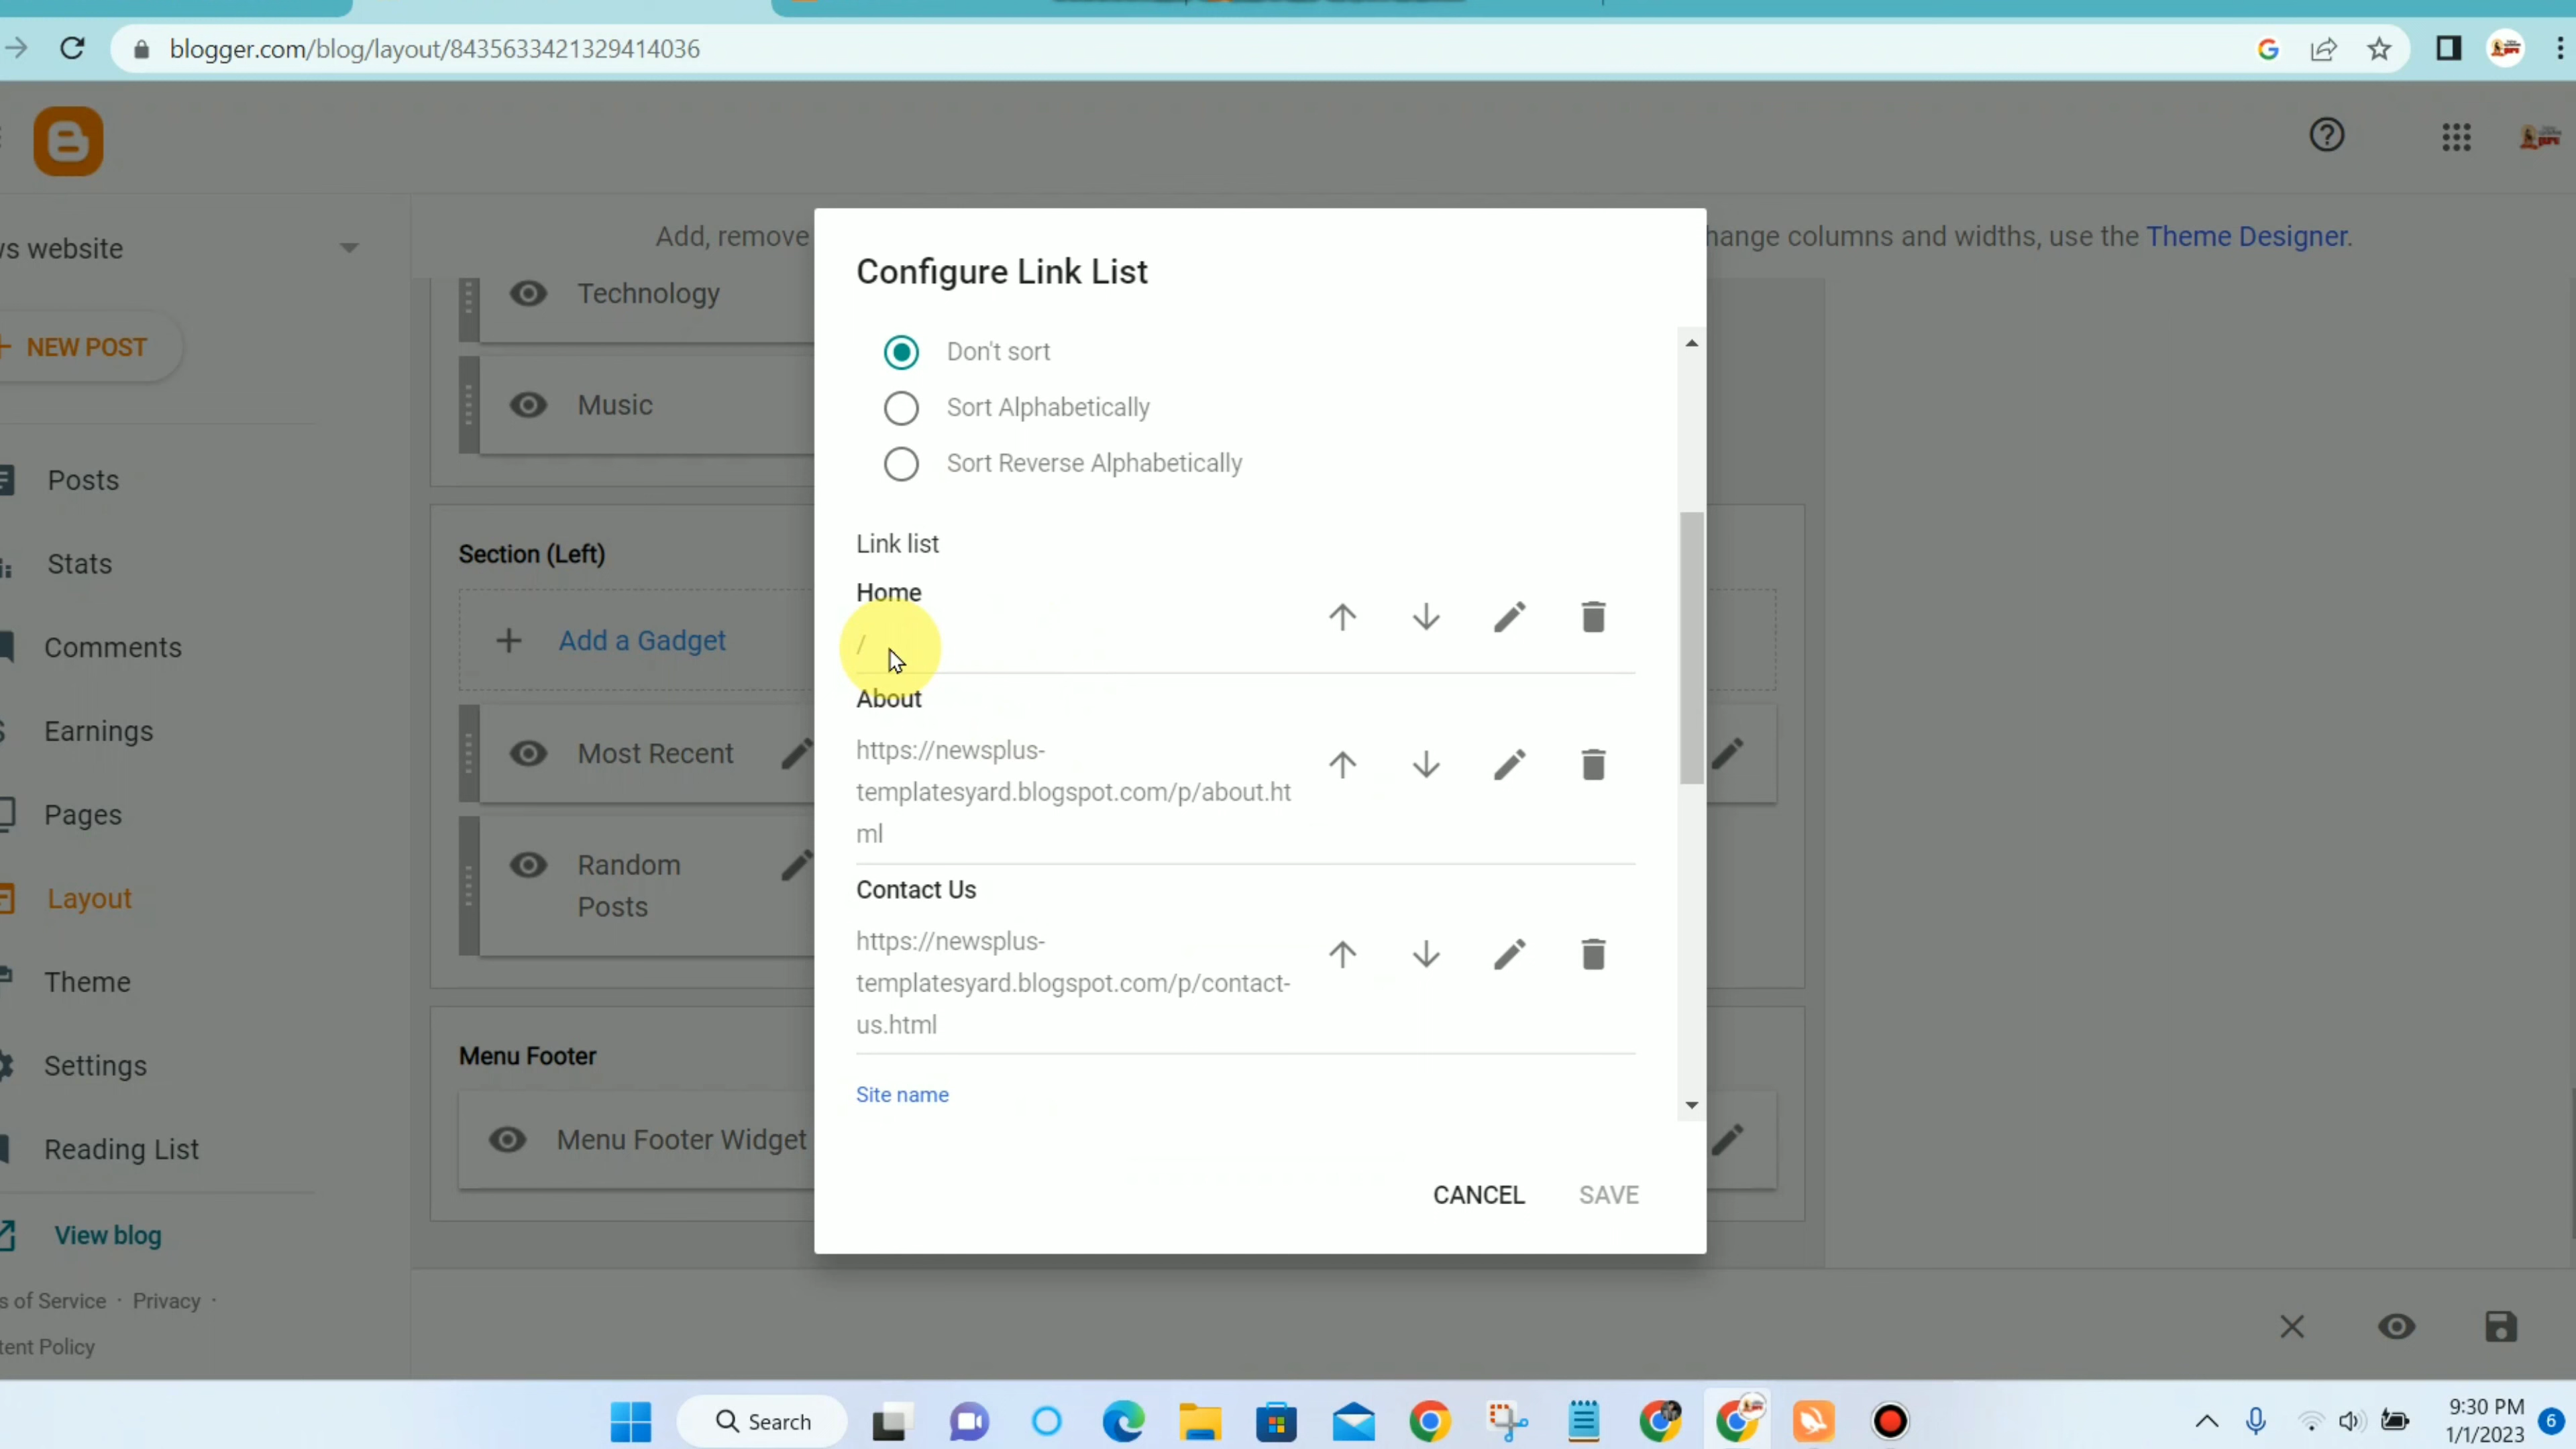 blogger.com/blog/layout/8435633421329414036
ws website
NEW POST
Posts
Stats
Comments
Earnings
Pages
Layout
Theme
Settings
Reading List
View blog
s of Service · Privacy ·
tent Policy
Add, remove
hange columns and widths, use the Theme Designer.
Technology
Music
Section (Left)
Add a Gadget
Most Recent
Random
Posts
Menu Footer
Menu Footer Widget
Configure Link List
Don't sort
Sort Alphabetically
Sort Reverse Alphabetically
Link list
Home
/
About
https://newsplus-
templatesyard.blogspot.com/p/about.ht
ml
Contact Us
https://newsplus-
templatesyard.blogspot.com/p/contact-
us.html
Site name
CANCEL SAVE
Search
9:30 PM
1/1/2023
6